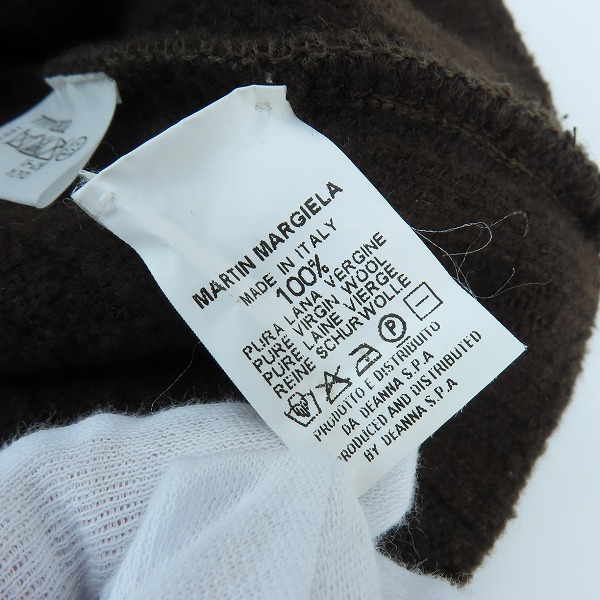 MARTIN MARGIELA
MADE IN ITALY
100%
PURA LANA VERGINE
PURE VIRGIN WOOL
PURE LAINE VIERGE
REINE SCHURWOLLE
P
PRODOTTO E DISTRIBUITO
DA DEANNA S.P.A
PRODUCED AND DISTRIBUTED
BY DEANNA S.P.A